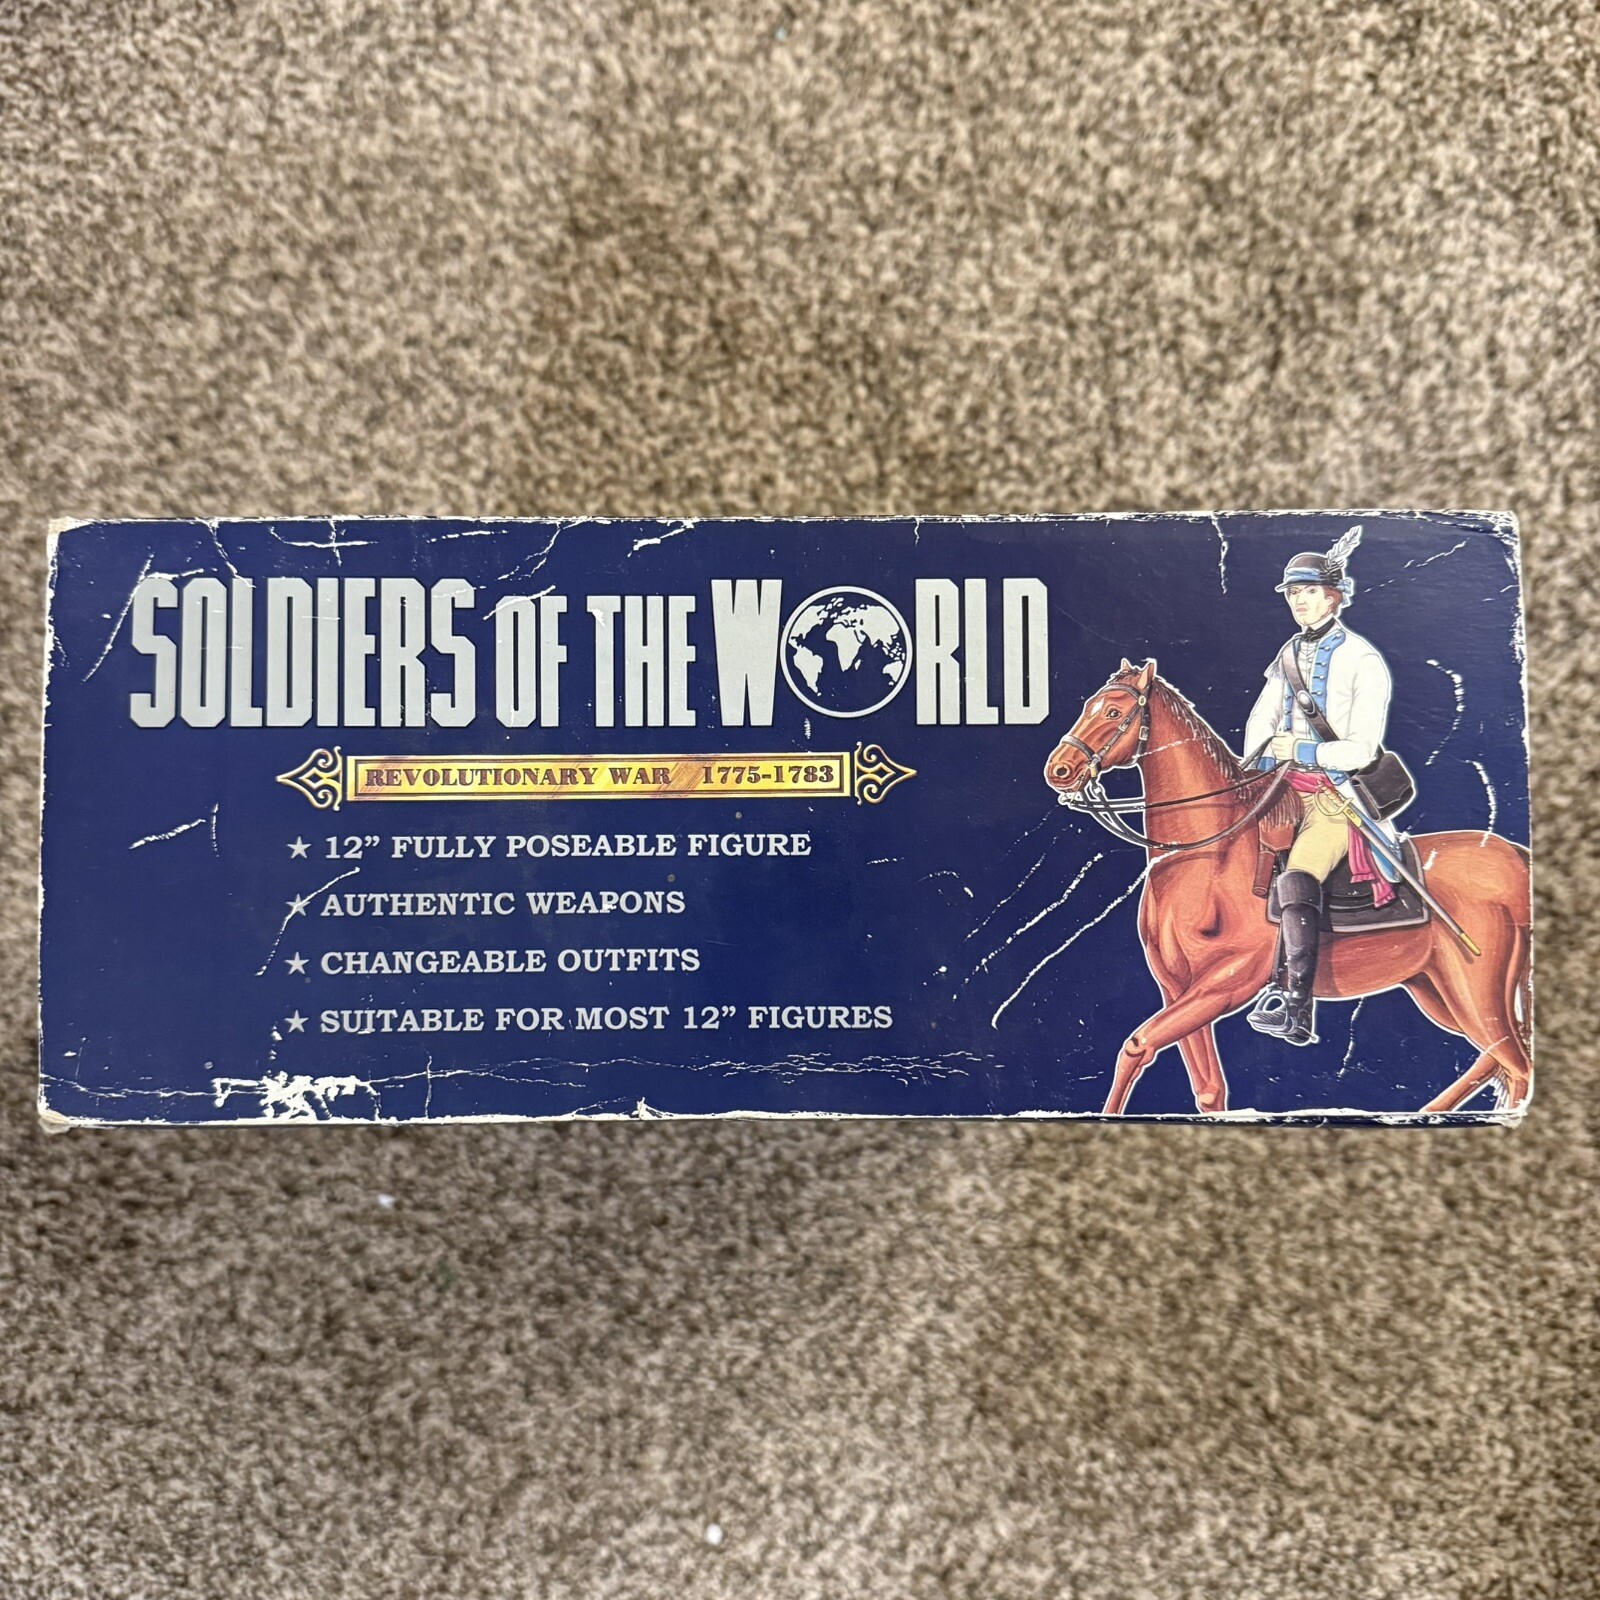 SOLDIERS OF THE WORLD
REVOLUTIONARY WAR 1775-1783
★ 12” FULLY POSEABLE FIGURE
★ AUTHENTIC WEAPONS
★ CHANGEABLE OUTFITS
★ SUITABLE FOR MOST 12” FIGURES